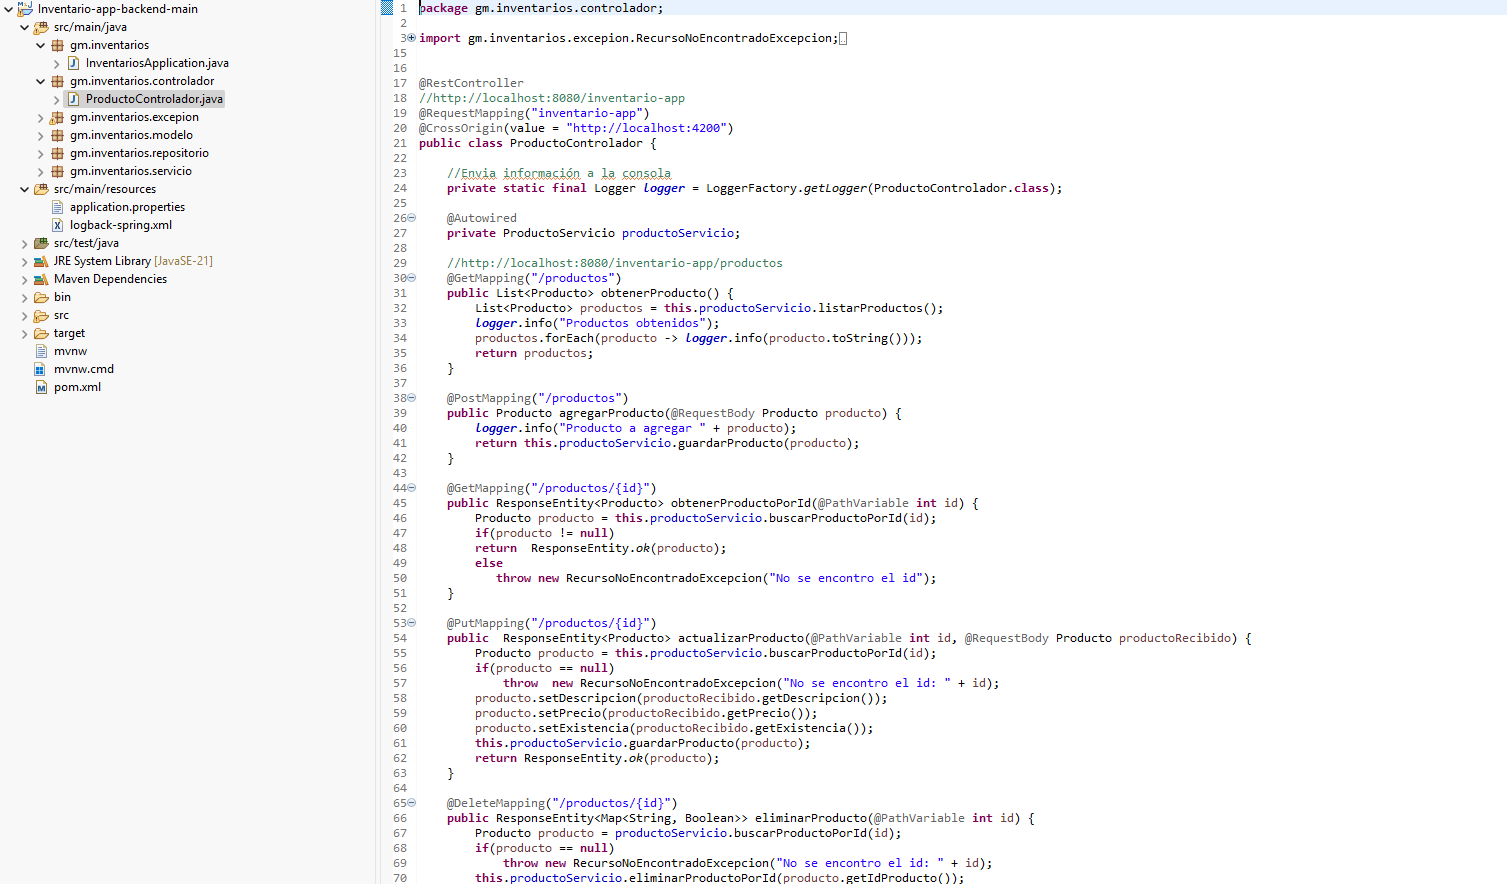 Inventario-app-backend-main
src/main/java
gm.inventarios
InventariosApplication.java
gm.inventarios.controlador
ProductoControlador.java
gm.inventarios.excepion
gm.inventarios.modelo
gm.inventarios.repositorio
gm.inventarios.servicio
src/main/resources
application.properties
logback-spring.xml
src/test/java
JRE System Library [JavaSE-21]
Maven Dependencies
bin
src
target
mvnw
mvnw.cmd
pom.xml
1 package gm.inventarios.controlador;
2
3 import gm.inventarios.excepion.RecursoNoEncontradoExcepcion;
15
16
17 @RestController
18 //http://localhost:8080/inventario-app
19 @RequestMapping("inventario-app")
20 @CrossOrigin(value = "http://localhost:4200")
21 public class ProductoControlador {
22
23 //Envia información a la consola
24 private static final Logger logger = LoggerFactory.getLogger(ProductoControlador.class);
25
26 @Autowired
27 private ProductoServicio productoServicio;
28
29 //http://localhost:8080/inventario-app/productos
30 @GetMapping("/productos")
31 public List<Producto> obtenerProducto() {
32 List<Producto> productos = this.productoServicio.listarProductos();
33 logger.info("Productos obtenidos");
34 productos.forEach(producto -> logger.info(producto.toString()));
35 return productos;
36 }
37
38 @PostMapping("/productos")
39 public Producto agregarProducto(@RequestBody Producto producto) {
40 logger.info("Producto a agregar " + producto);
41 return this.productoServicio.guardarProducto(producto);
42 }
43
44 @GetMapping("/productos/{id}")
45 public ResponseEntity<Producto> obtenerProductoPorId(@PathVariable int id) {
46 Producto producto = this.productoServicio.buscarProductoPorId(id);
47 if(producto != null)
48 return  ResponseEntity.ok(producto);
49 else
50 throw new RecursoNoEncontradoExcepcion("No se encontro el id");
51 }
52
53 @PutMapping("/productos/{id}")
54 public  ResponseEntity<Producto> actualizarProducto(@PathVariable int id, @RequestBody Producto productoRecibido) {
55 Producto producto = this.productoServicio.buscarProductoPorId(id);
56 if(producto == null)
57 throw  new RecursoNoEncontradoExcepcion("No se encontro el id: " + id);
58 producto.setDescripcion(productoRecibido.getDescripcion());
59 producto.setPrecio(productoRecibido.getPrecio());
60 producto.setExistencia(productoRecibido.getExistencia());
61 this.productoServicio.guardarProducto(producto);
62 return ResponseEntity.ok(producto);
63 }
64
65 @DeleteMapping("/productos/{id}")
66 public ResponseEntity<Map<String, Boolean>> eliminarProducto(@PathVariable int id) {
67 Producto producto = productoServicio.buscarProductoPorId(id);
68 if(producto == null)
69 throw new RecursoNoEncontradoExcepcion("No se encontro el id: " + id);
70 this.productoServicio.eliminarProductoPorId(producto.getIdProducto());